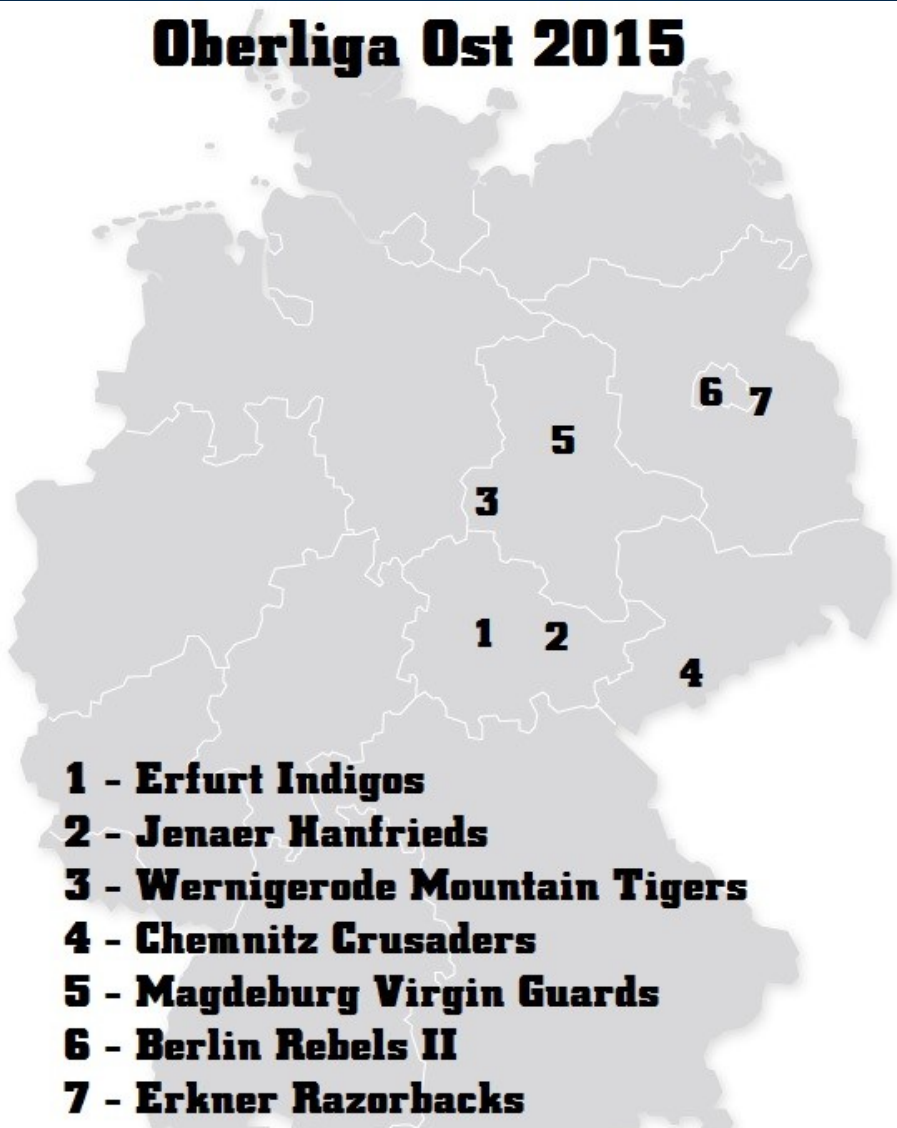 Oberliga Ost 2015
6
7
5
3
1
2
4
1 - Erfurt Indigos
2 - Jenaer Hanfrieds
3 - Wernigerode Mountain Tigers
4 - Chemnitz Crusaders
5 - Magdeburg Virgin Guards
6 - Berlin Rebels II
7 - Erkner Razorbacks